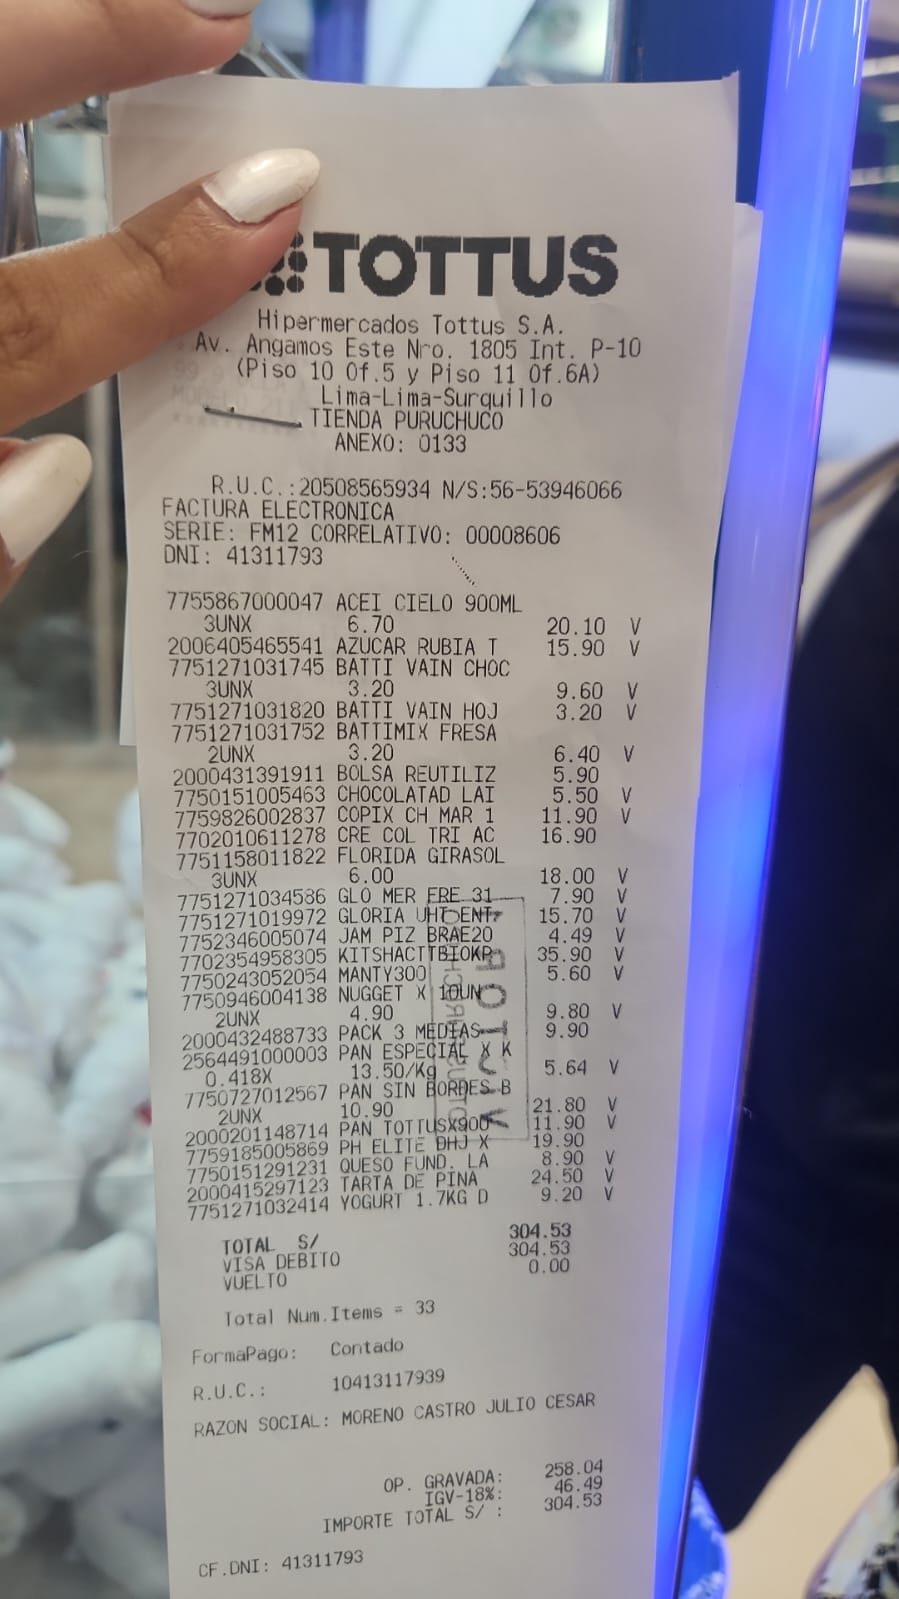 TOTTUS
Hipermercados Tottus S.A.
Av. Angamos Este Nro. 1805 Int. P-10
(Piso 10 Of.5 y Piso 11 Of.6A)
Lima-Lima-Surquillo
TIENDA PURUCHUCO
ANEXO: 0133
R.U.C.:20508565934 N/S:56-53946066
FACTURA ELECTRONICA
SERIE: FM12 CORRELATIVO: 00008606
DNI: 41311793
7755867000047 ACEI CIELO 900ML
3UNX 6.70 20.10 V
2006405465541 AZUCAR RUBIA T 15.90 V
7751271031745 BATTI VAIN CHOC
3UNX 3.20 9.60 V
7751271031820 BATTI VAIN HOJ 3.20 V
7751271031752 BATTIMIX FRESA
2UNX 3.20 6.40 V
2000431391911 BOLSA REUTILIZ 5.90
7750151005463 CHOCOLATAD LAI 5.50 V
7759826002837 COPIX CH MAR 1 11.90 V
7702010611278 CRE COL TRI AC 16.90
7751158011822 FLORIDA GIRASOL
3UNX 6.00 18.00 V
7751271034586 GLO MER FRE 31 7.90 V
7751271019972 GLORIA UHT ENT 15.70 V
7752346005074 JAM PIZ BRAE20 4.49 V
7702354958305 KITSHACTTBIOKP 35.90 V
7750243052054 MANTY300 5.60 V
7750946004138 NUGGET X 10UN
2UNX 4.90 9.80 V
2000432488733 PACK 3 MEDIAS 9.90
2564491000003 PAN ESPECIAL X K
0.418X 13.50/Kg 5.64 V
7750727012567 PAN SIN BORDES B
2UNX 10.90 21.80 V
2000201148714 PAN TOTTUSX900 11.90 V
7759185005869 PH ELITE DHJ X 19.90
7750151291231 QUESO FUND. LA 8.90 V
2000415297123 TARTA DE PINA 24.50 V
7751271032414 YOGURT 1.7KG D 9.20 V
TOTAL S/ 304.53
VISA DEBITO 304.53
VUELTO 0.00
Total Num.Items = 33
FormaPago: Contado
R.U.C.: 10413117939
RAZON SOCIAL: MORENO CASTRO JULIO CESAR
OP. GRAVADA: 258.04
IGV-18%: 46.49
IMPORTE TOTAL S/ : 304.53
CF.DNI: 41311793